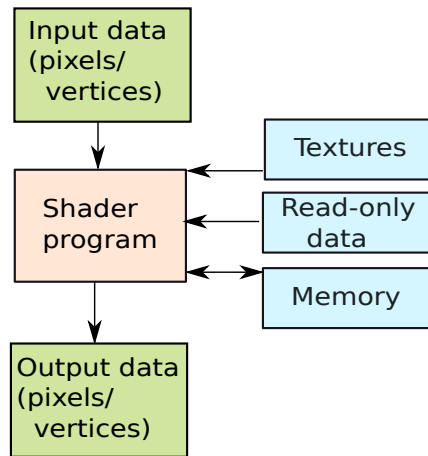 Input data
(pixels/
vertices)
Textures
Shader
program
Read-only
data
Memory
Output data
(pixels/
vertices)